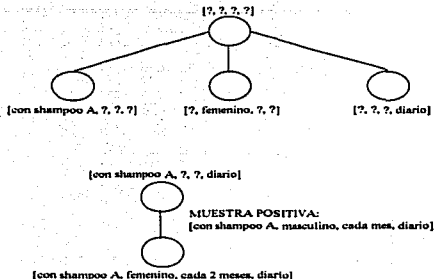 [?, ?, ?, ?]
[con shampoo A, ?, ?, ?]
[?, femenino, ?, ?]
[?, ?, ?, diario]
[con shampoo A, ?, ?, diario]
MUESTRA POSITIVA:
[con shampoo A, masculino, cada mes, diario]
[con shampoo A, femenino, cada 2 meses, diario]